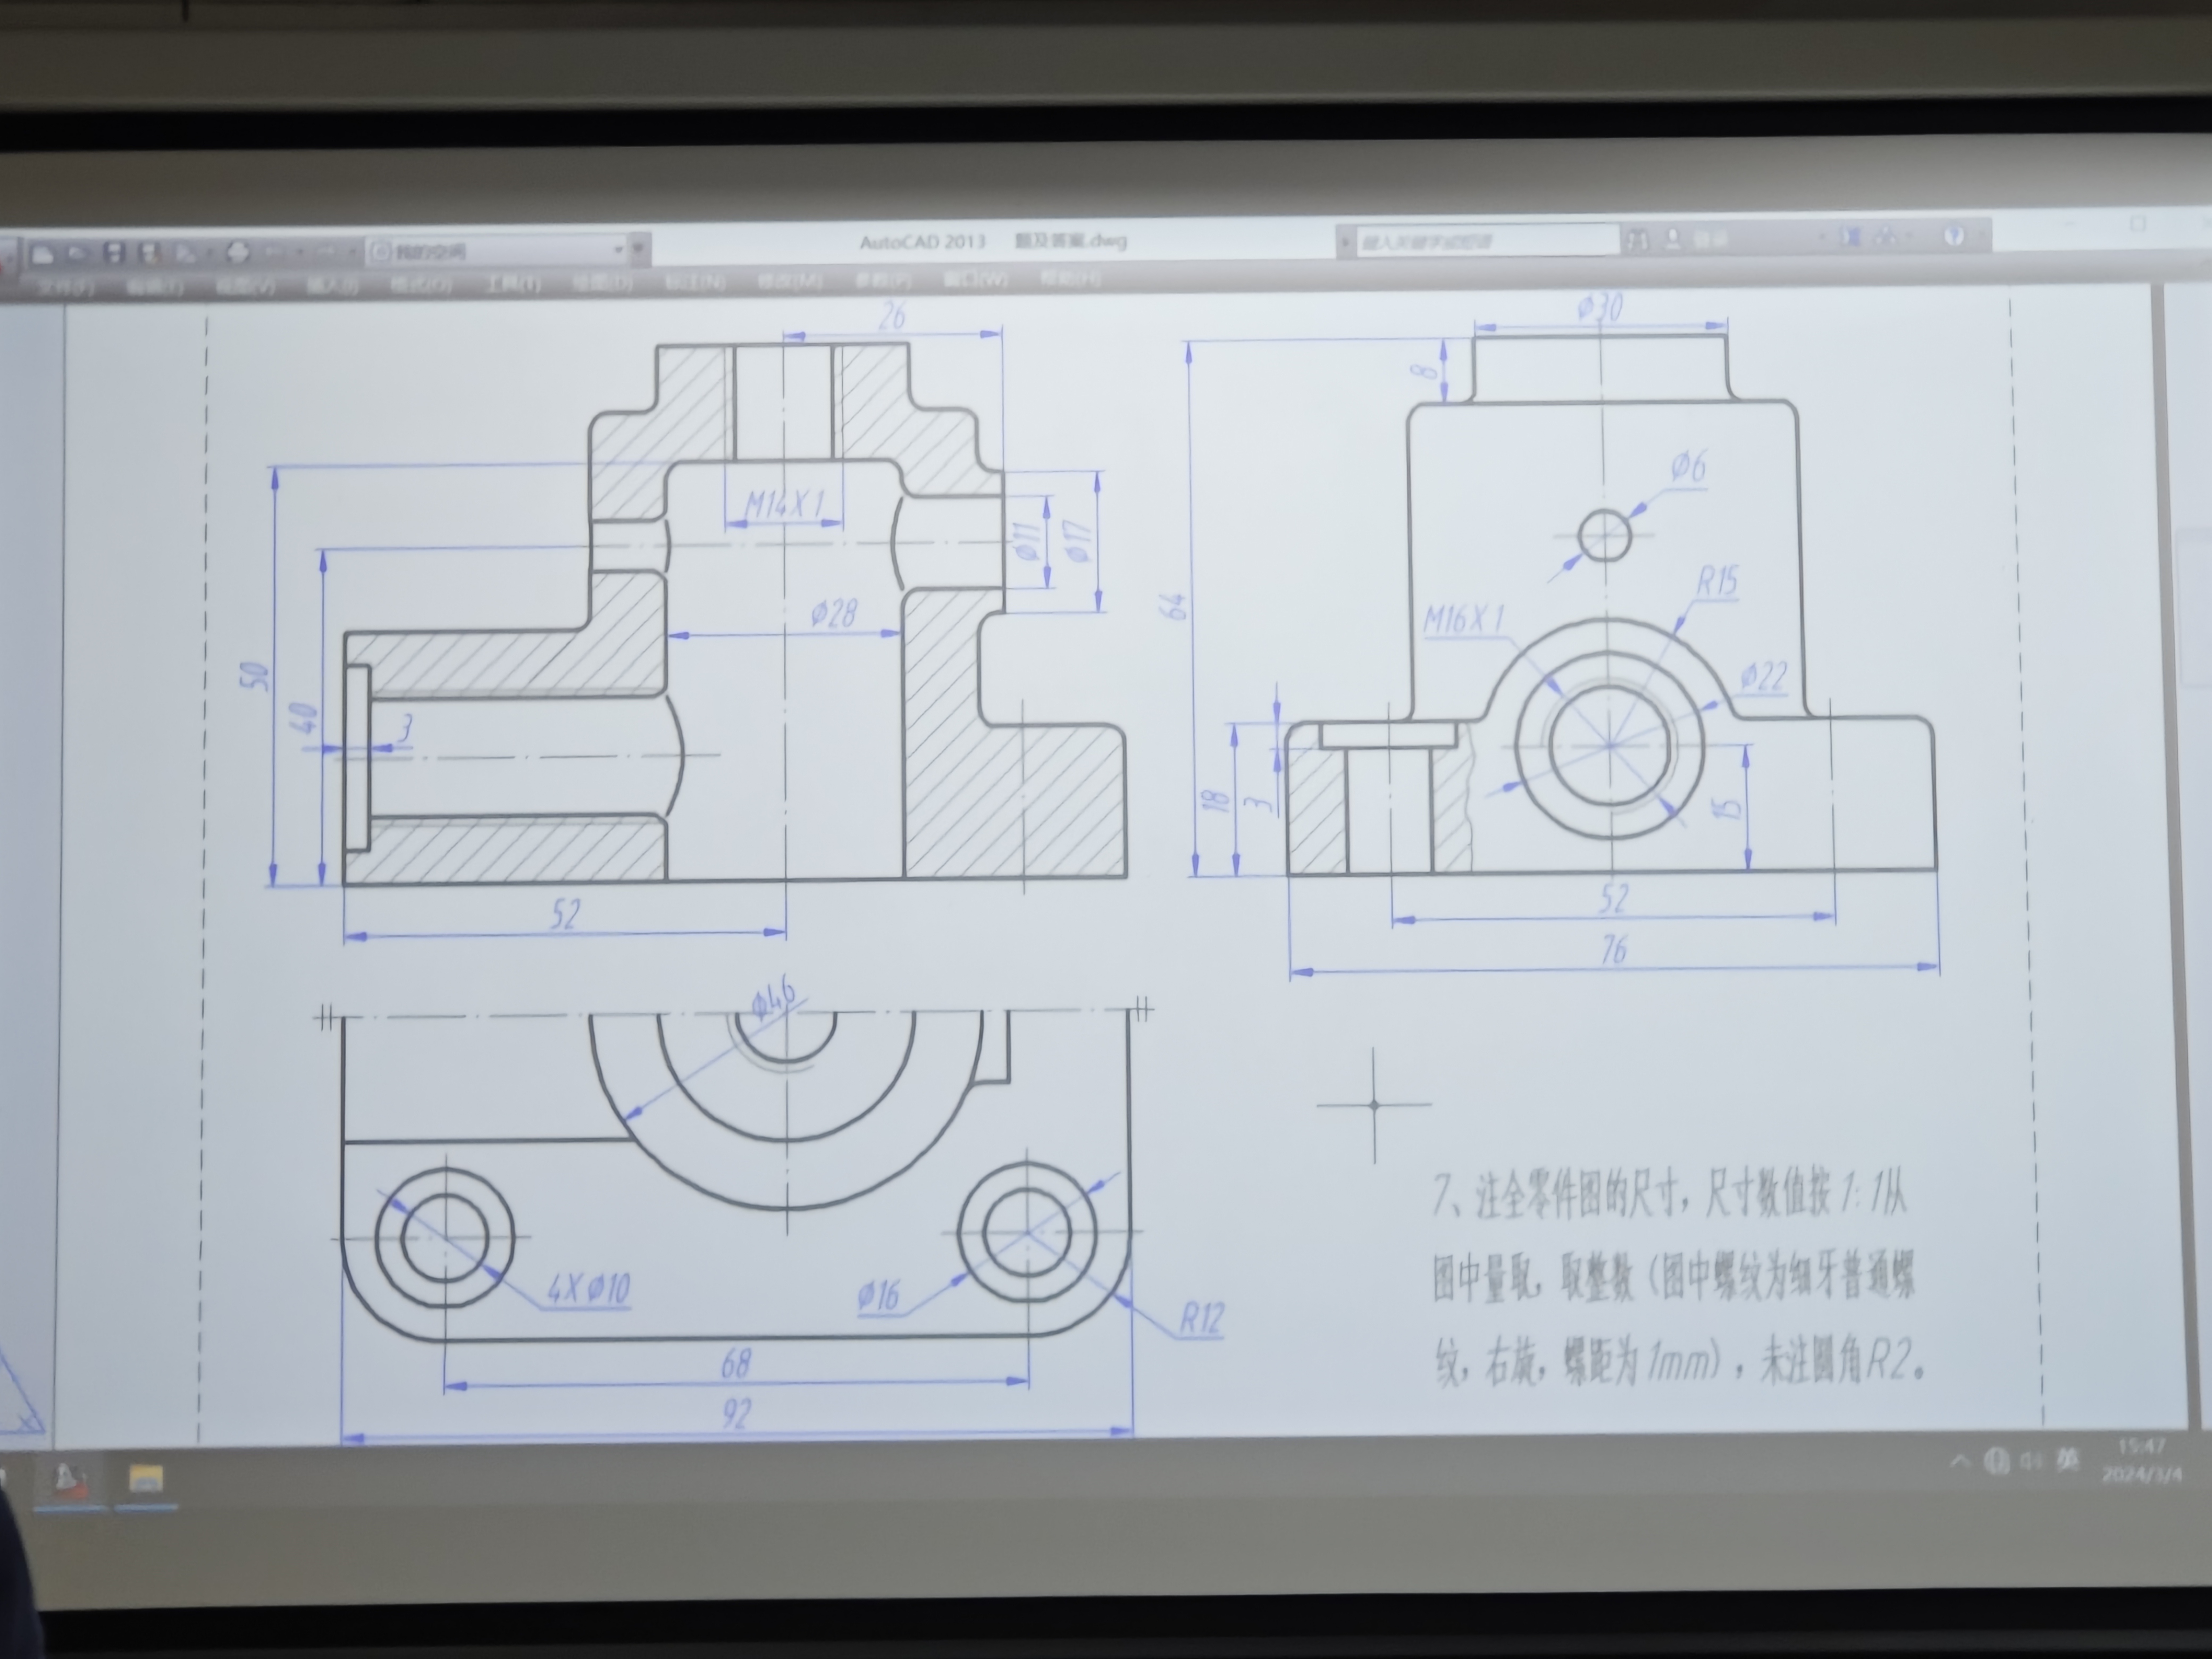 我的空间
AutoCAD 2013 题及答案.dwg
键入关键字或短语
登录
文件(F) 编辑(E) 视图(V) 插入(I) 格式(O) 工具(T) 绘图(D) 标注(N) 修改(M) 参数(P) 窗口(W) 帮助(H)
26
M14X1
Ø11
Ø17
Ø28
50
40
3
52
Ø30
8
Ø6
64
R15
M16X1
Ø22
18
3
15
52
76
Ø46
4XØ10
Ø16
R12
68
92
7、注全零件图的尺寸，尺寸数值按1:1从
图中量取，取整数（图中螺纹为细牙普通螺
纹，右旋，螺距为1mm），未注圆角R2。
英
15:47
2024/3/4